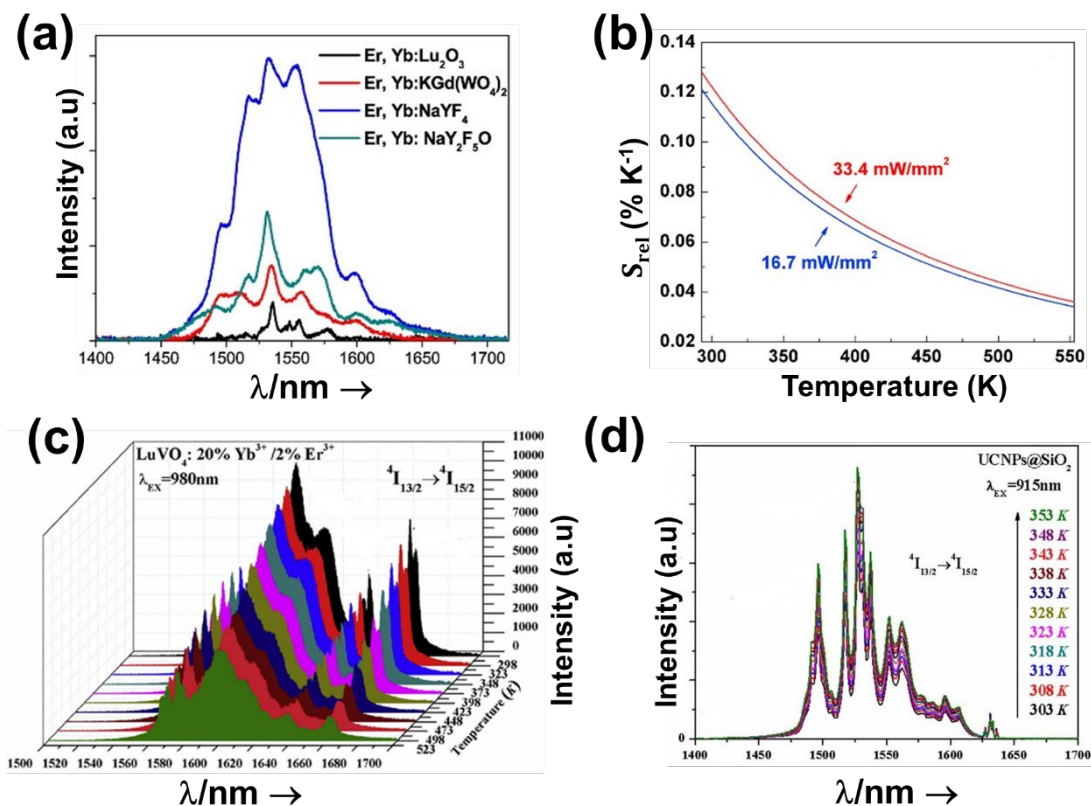 (a)
Er, Yb:Lu₂O₃
Er, Yb:KGd(WO₄)₂
Er, Yb:NaYF₄
Er, Yb: NaY₂F₅O
Intensity (a.u)
1400 1450 1500 1550 1600 1650 1700
λ/nm →
(b)
0.14
0.12
0.10
0.08
0.06
0.04
0.02
S_rel (% K⁻¹)
33.4 mW/mm²
16.7 mW/mm²
300 350 400 450 500 550
Temperature (K)
(c)
LuVO₄: 20% Yb³⁺ /2% Er³⁺
λ_EX=980nm
⁴I₁₃/₂→⁴I₁₅/₂
11000
10000
9000
8000
7000
6000
5000
4000
3000
2000
1000
0
Intensity (a.u)
298
323
348
373
398
423
448
473
498
523
Temperature (K)
1500 1520 1540 1560 1580 1600 1620 1640 1660 1680 1700
λ/nm →
(d)
UCNPs@SiO₂
λ_EX=915nm
⁴I₁₃/₂→⁴I₁₅/₂
353 K
348 K
343 K
338 K
333 K
328 K
323 K
318 K
313 K
308 K
303 K
Intensity (a.u)
1400 1500 1550 1600 1650 1700
λ/nm →